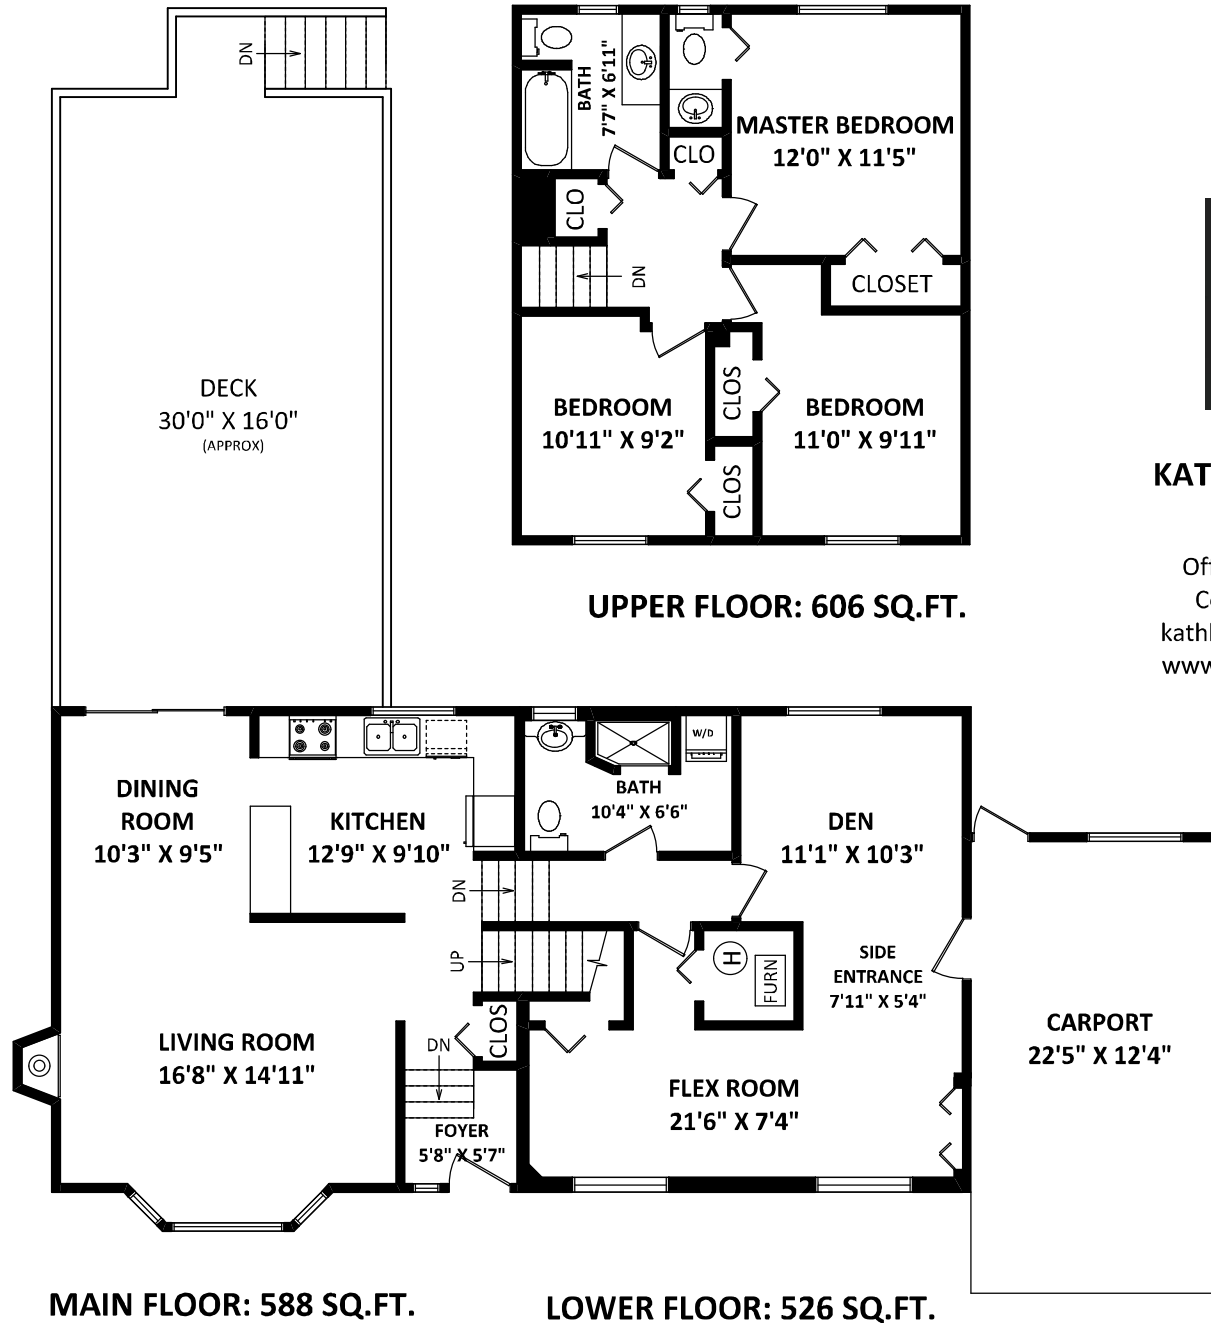 DN
BATH
7'7" X 6'11"
MASTER BEDROOM
12'0" X 11'5"
CLO
CLO
DN
CLOSET
DECK
30'0" X 16'0"
(APPROX)
CLOS
BEDROOM
10'11" X 9'2"
BEDROOM
11'0" X 9'11"
CLOS
KAT
Of
C
kath
www
UPPER FLOOR: 606 SQ.FT.
W/D
DINING
ROOM
10'3" X 9'5"
KITCHEN
12'9" X 9'10"
BATH
10'4" X 6'6"
DEN
11'1" X 10'3"
DN
UP
H
FURN
SIDE
ENTRANCE
7'11" X 5'4"
CLOS
DN
LIVING ROOM
16'8" X 14'11"
CARPORT
22'5" X 12'4"
FLEX ROOM
21'6" X 7'4"
FOYER
5'8" X 5'7"
MAIN FLOOR: 588 SQ.FT.
LOWER FLOOR: 526 SQ.FT.